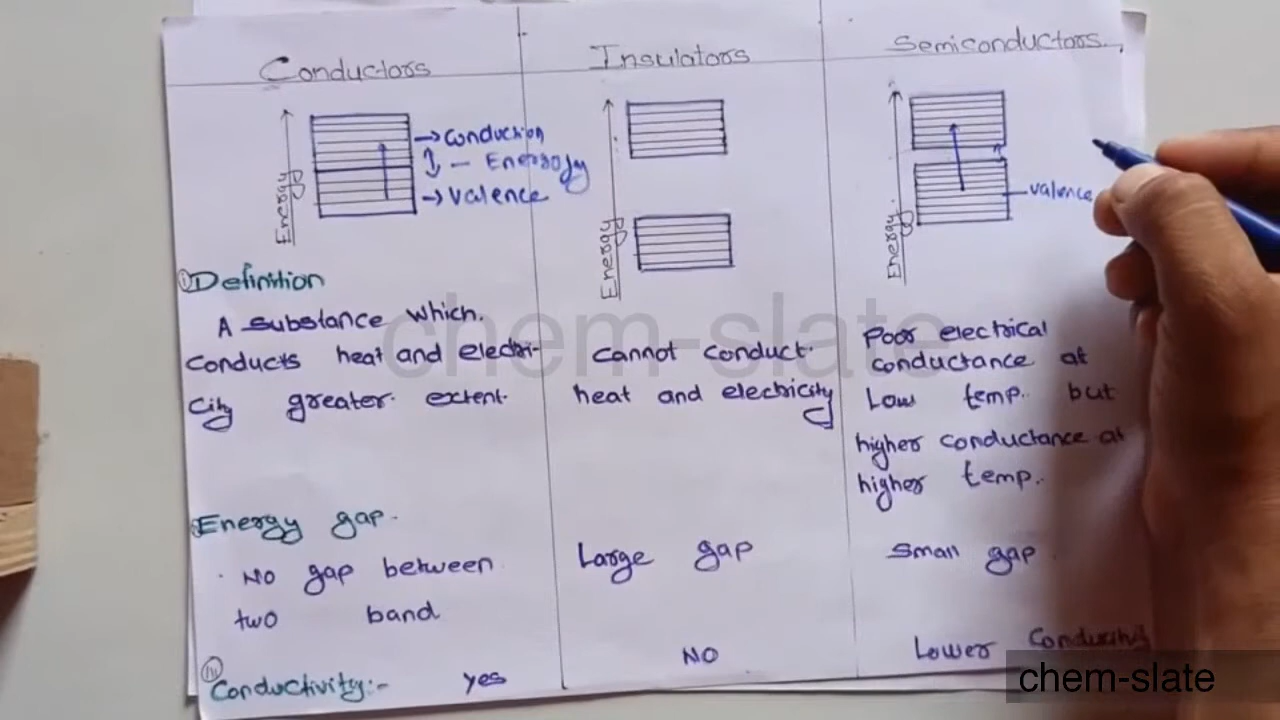 Conductors
Insulators
Semiconductors
→ Conduction
↕ - Energy
→ Valence
Energy
Energy
Energy
valence
(i) Definition
A substance which.
conducts heat and electri-
city greater extent.
cannot conduct.
heat and electricity
Poor electrical
conductance at
Low temp. but
higher conductance at
higher temp.
Energy gap.
No gap between
two band
Large gap
Small gap
Conductivity:- yes
NO
Lower
chem-slate
chem-slate